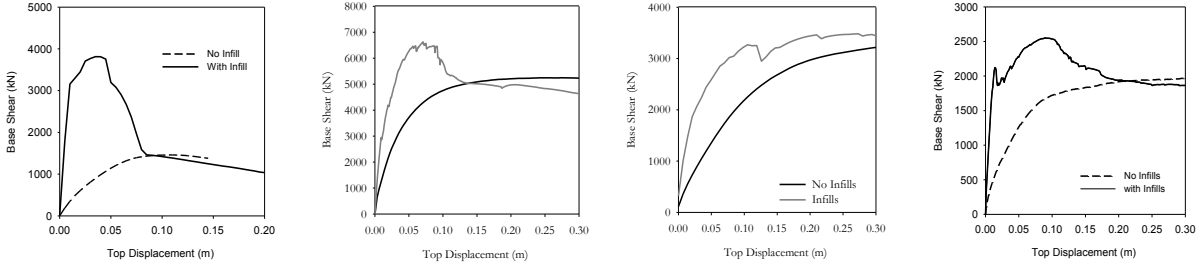 5000
4000
3000
2000
1000
0
Base Shear (kN)
No Infill
With Infill
0.00 0.05 0.10 0.15 0.20
Top Displacement (m)
8000
7000
6000
5000
4000
3000
2000
1000
0
Base Shear (kN)
0.00 0.05 0.10 0.15 0.20 0.25 0.30
Top Displacement (m)
4000
3000
2000
1000
0
Base Shear (kN)
No Infills
Infills
0.00 0.05 0.10 0.15 0.20 0.25 0.30
Top Displacement (m)
3000
2500
2000
1500
1000
500
0
Base Shear (kN)
No Infills
with Infills
0.00 0.05 0.10 0.15 0.20 0.25 0.30
Top Displacement (m)